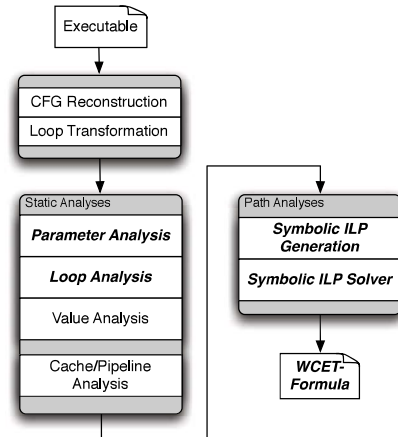 Executable
CFG Reconstruction
Loop Transformation
Static Analyses
Parameter Analysis
Loop Analysis
Value Analysis
Cache/Pipeline
Analysis
Path Analyses
Symbolic ILP
Generation
Symbolic ILP Solver
WCET-
Formula